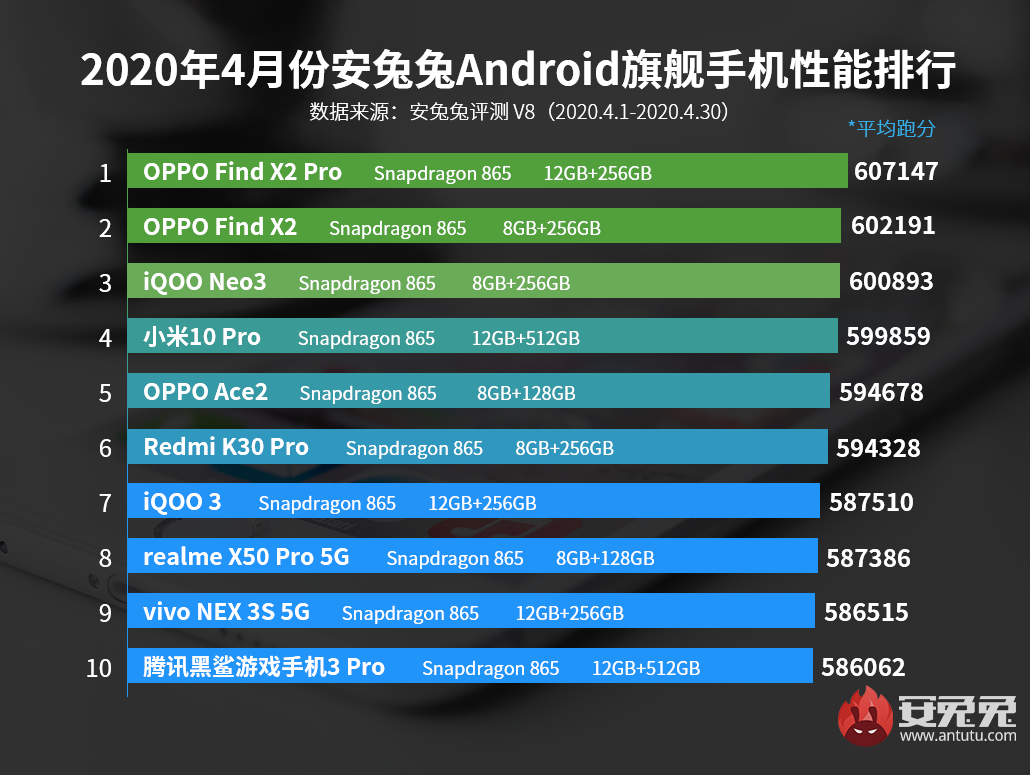 2020年4月份安兔兔Android旗舰手机性能排行
数据来源：安兔兔评测 V8（2020.4.1-2020.4.30）
*平均跑分
1 OPPO Find X2 Pro Snapdragon 865 12GB+256GB 607147
2 OPPO Find X2 Snapdragon 865 8GB+256GB 602191
3 iQOO Neo3 Snapdragon 865 8GB+256GB 600893
4 小米10 Pro Snapdragon 865 12GB+512GB 599859
5 OPPO Ace2 Snapdragon 865 8GB+128GB 594678
6 Redmi K30 Pro Snapdragon 865 8GB+256GB 594328
7 iQOO 3 Snapdragon 865 12GB+256GB 587510
8 realme X50 Pro 5G Snapdragon 865 8GB+128GB 587386
9 vivo NEX 3S 5G Snapdragon 865 12GB+256GB 586515
10 腾讯黑鲨游戏手机3 Pro Snapdragon 865 12GB+512GB 586062
安兔兔
www.antutu.com